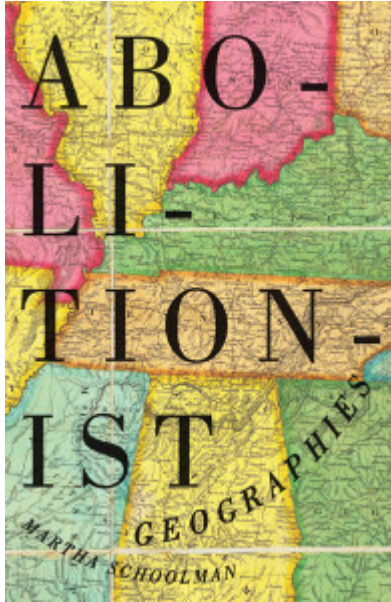 ABO-
LI-
TION-
IST
GEOGRAPHIES
MARTHA SCHOOLMAN